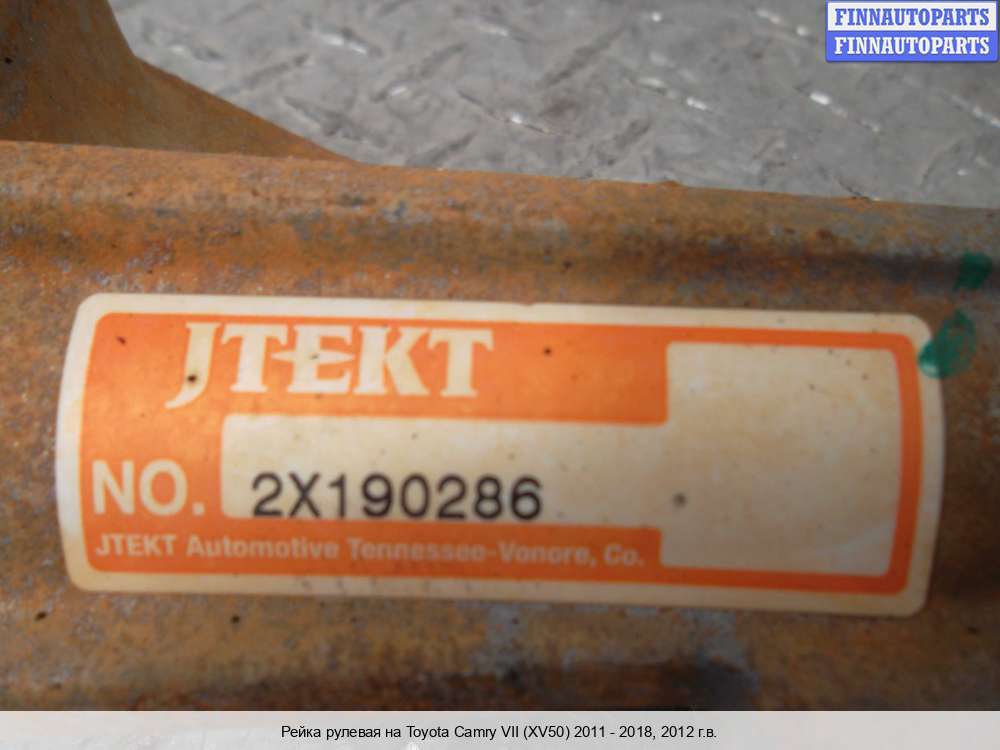 FINNAUTOPARTS
FINNAUTOPARTS
JTEKT
NO. 2X190286
JTEKT Automotive Tennessee-Vonore, Co.
Рейка рулевая на Toyota Camry VII (XV50) 2011 - 2018, 2012 г.в.